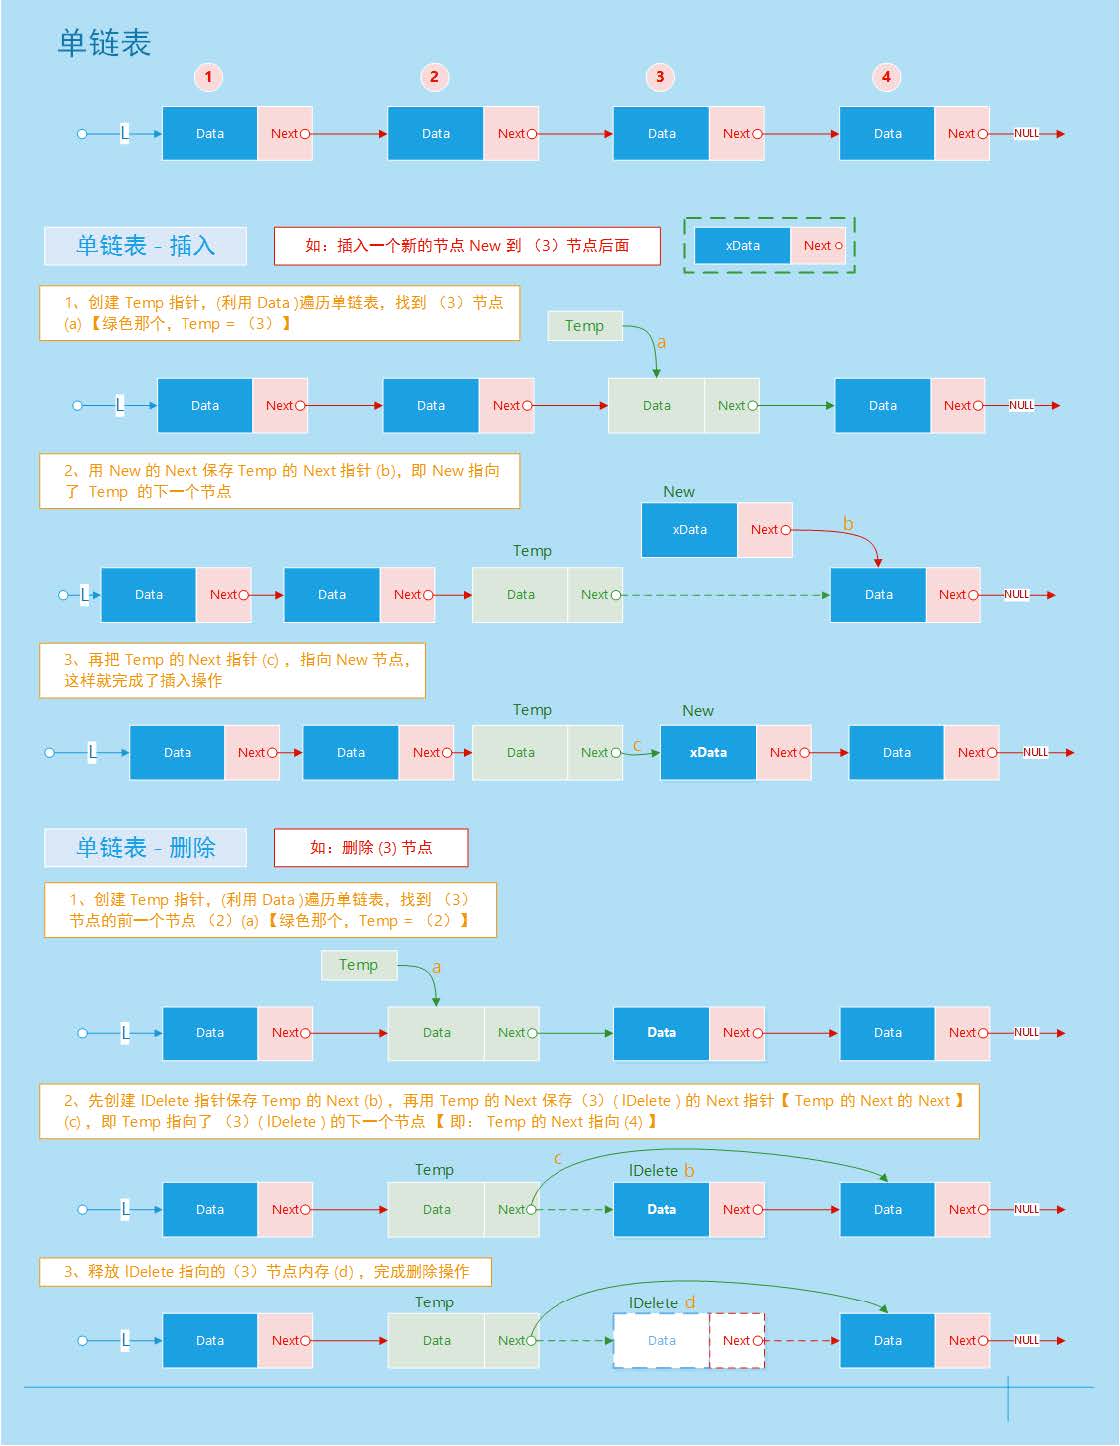 单链表
1 2 3 4
L Data Next Data Next Data Next Data Next NULL
单链表 - 插入 如：插入一个新的节点 New 到 （3）节点后面 xData Next
1、创建 Temp 指针，(利用 Data )遍历单链表，找到 （3）节点
(a) 【绿色那个，Temp = （3）】
Temp
a
L Data Next Data Next Data Next Data Next NULL
2、用 New 的 Next 保存 Temp 的 Next 指针 (b)，即 New 指向
了 Temp 的下一个节点
New
xData Next b
Temp
L Data Next Data Next Data Next Data Next NULL
3、再把 Temp 的 Next 指针 (c) ，指向 New 节点，
这样就完成了插入操作
Temp New
L Data Next Data Next Data Next c xData Next Data Next NULL
单链表 - 删除 如：删除 (3) 节点
1、创建 Temp 指针，(利用 Data )遍历单链表，找到 （3）
节点的前一个节点 （2）(a) 【绿色那个，Temp = （2）】
Temp
a
L Data Next Data Next Data Next Data Next NULL
2、先创建 lDelete 指针保存 Temp 的 Next (b) ，再用 Temp 的 Next 保存（3）( lDelete ) 的 Next 指针【 Temp 的 Next 的 Next 】
(c) ，即 Temp 指向了 （3）( lDelete ) 的下一个节点 【 即： Temp 的 Next 指向 (4) 】
c
Temp lDelete b
L Data Next Data Next Data Next Data Next NULL
3、释放 lDelete 指向的（3）节点内存 (d) ，完成删除操作
Temp lDelete d
L Data Next Data Next Data Next Data Next NULL